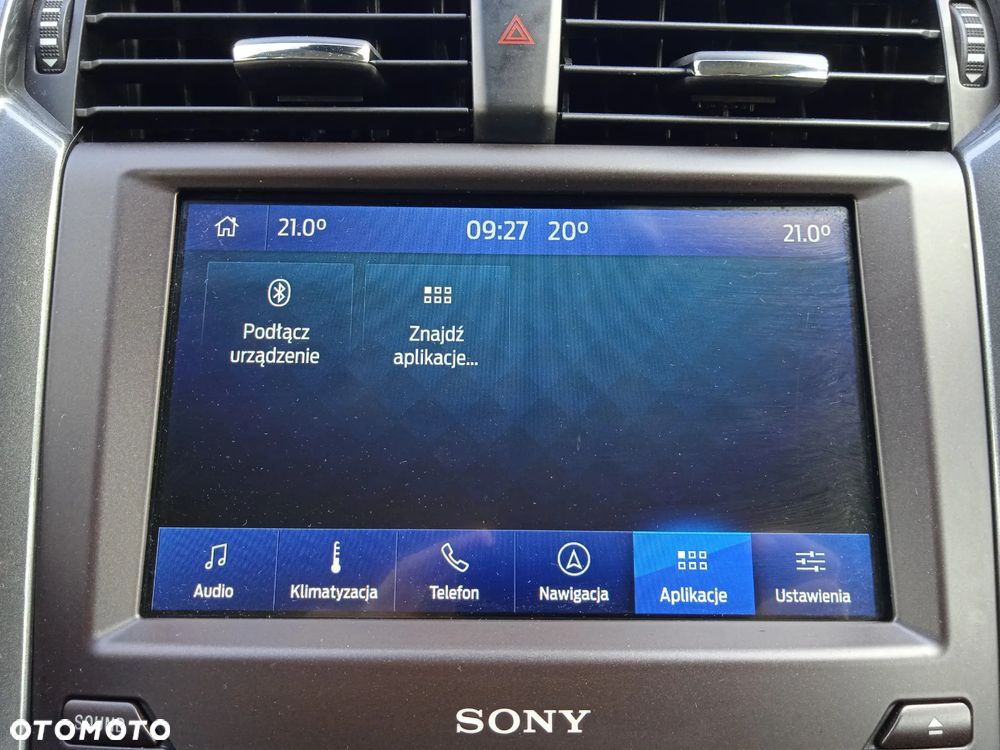 21.0°
09:27 20°
21.0°
Podłącz
urządzenie
Znajdź
aplikacje...
Audio
Klimatyzacja
Telefon
Nawigacja
Aplikacje
Ustawienia
SOUND
SONY
OTOMOTO